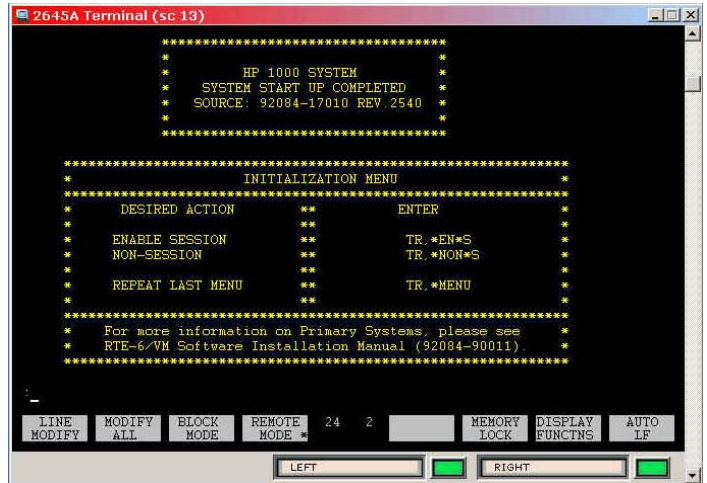 2645A Terminal (sc 13)
***********************************
* *
* HP 1000 SYSTEM *
* SYSTEM START UP COMPLETED *
* SOURCE: 92084-17010 REV.2540 *
* *
***********************************
**************************************************************
* INITIALIZATION MENU *
**************************************************************
* DESIRED ACTION ** ENTER *
* ** *
* ENABLE SESSION ** TR,*EN*S *
* NON-SESSION ** TR,*NON*S *
* ** *
* REPEAT LAST MENU ** TR,*MENU *
* ** *
**************************************************************
* For more information on Primary Systems, please see *
* RTE-6/VM Software Installation Manual (92084-90011). *
**************************************************************
:_
LINE MODIFY BLOCK REMOTE 24 2 MEMORY DISPLAY AUTO
MODIFY ALL MODE MODE * LOCK FUNCTNS LF
LEFT RIGHT